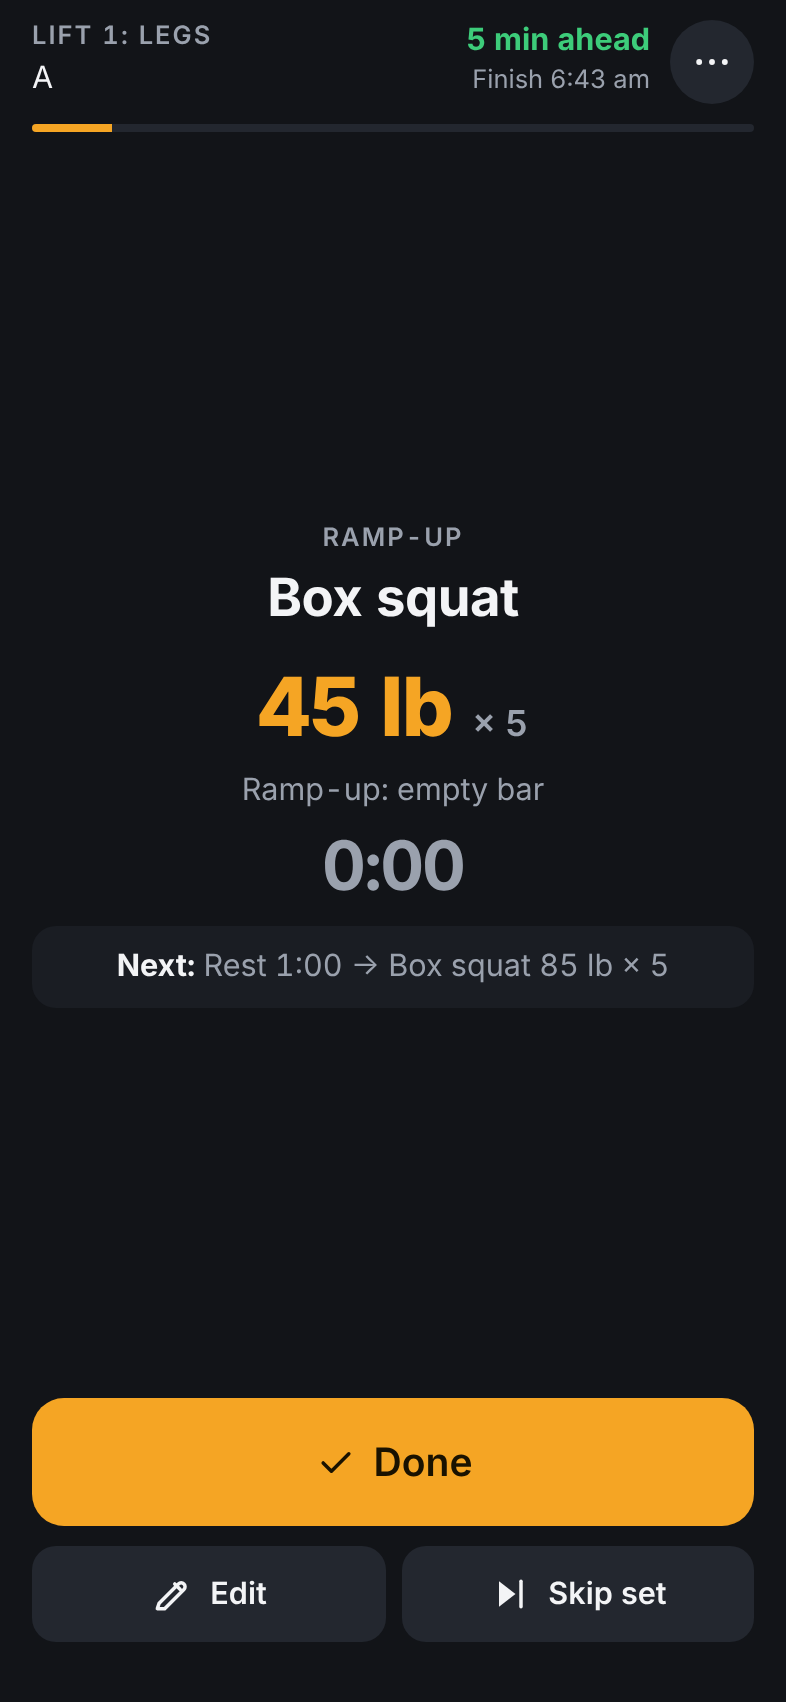 LIFT 1: LEGS
A
5 min ahead
Finish 6:43 am
RAMP-UP
Box squat
45 lb × 5
Ramp-up: empty bar
0:00
Next: Rest 1:00 → Box squat 85 lb × 5
Done
Edit
Skip set